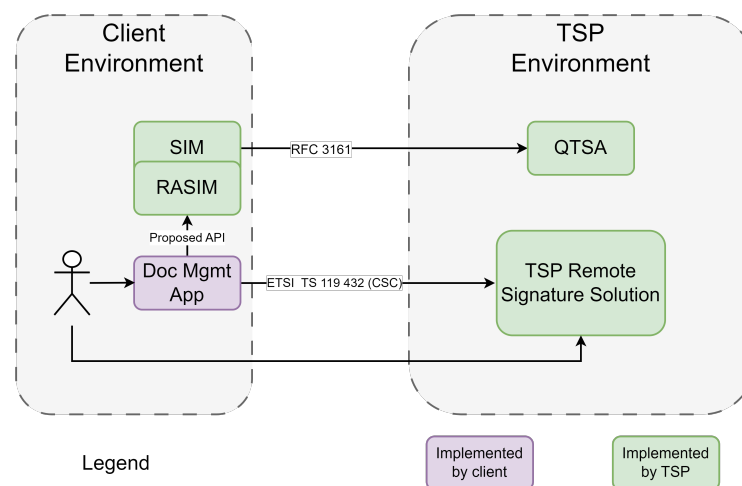 Client
Environment
TSP
Environment
SIM
RFC 3161
QTSA
RASIM
Proposed API
Doc Mgmt
App
ETSI TS 119 432 (CSC)
TSP Remote
Signature Solution
Legend
Implemented
by client
Implemented
by TSP